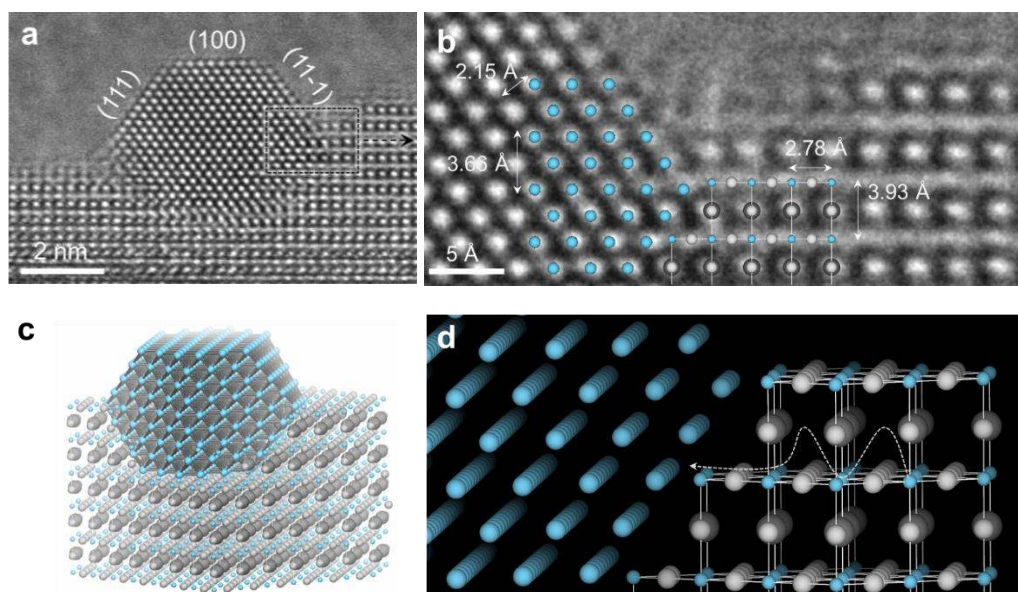 a
(100)
(111)
(11-1)
2 nm
b
2.15 Å
3.66 Å
2.78 Å
3.93 Å
5 Å
c
d